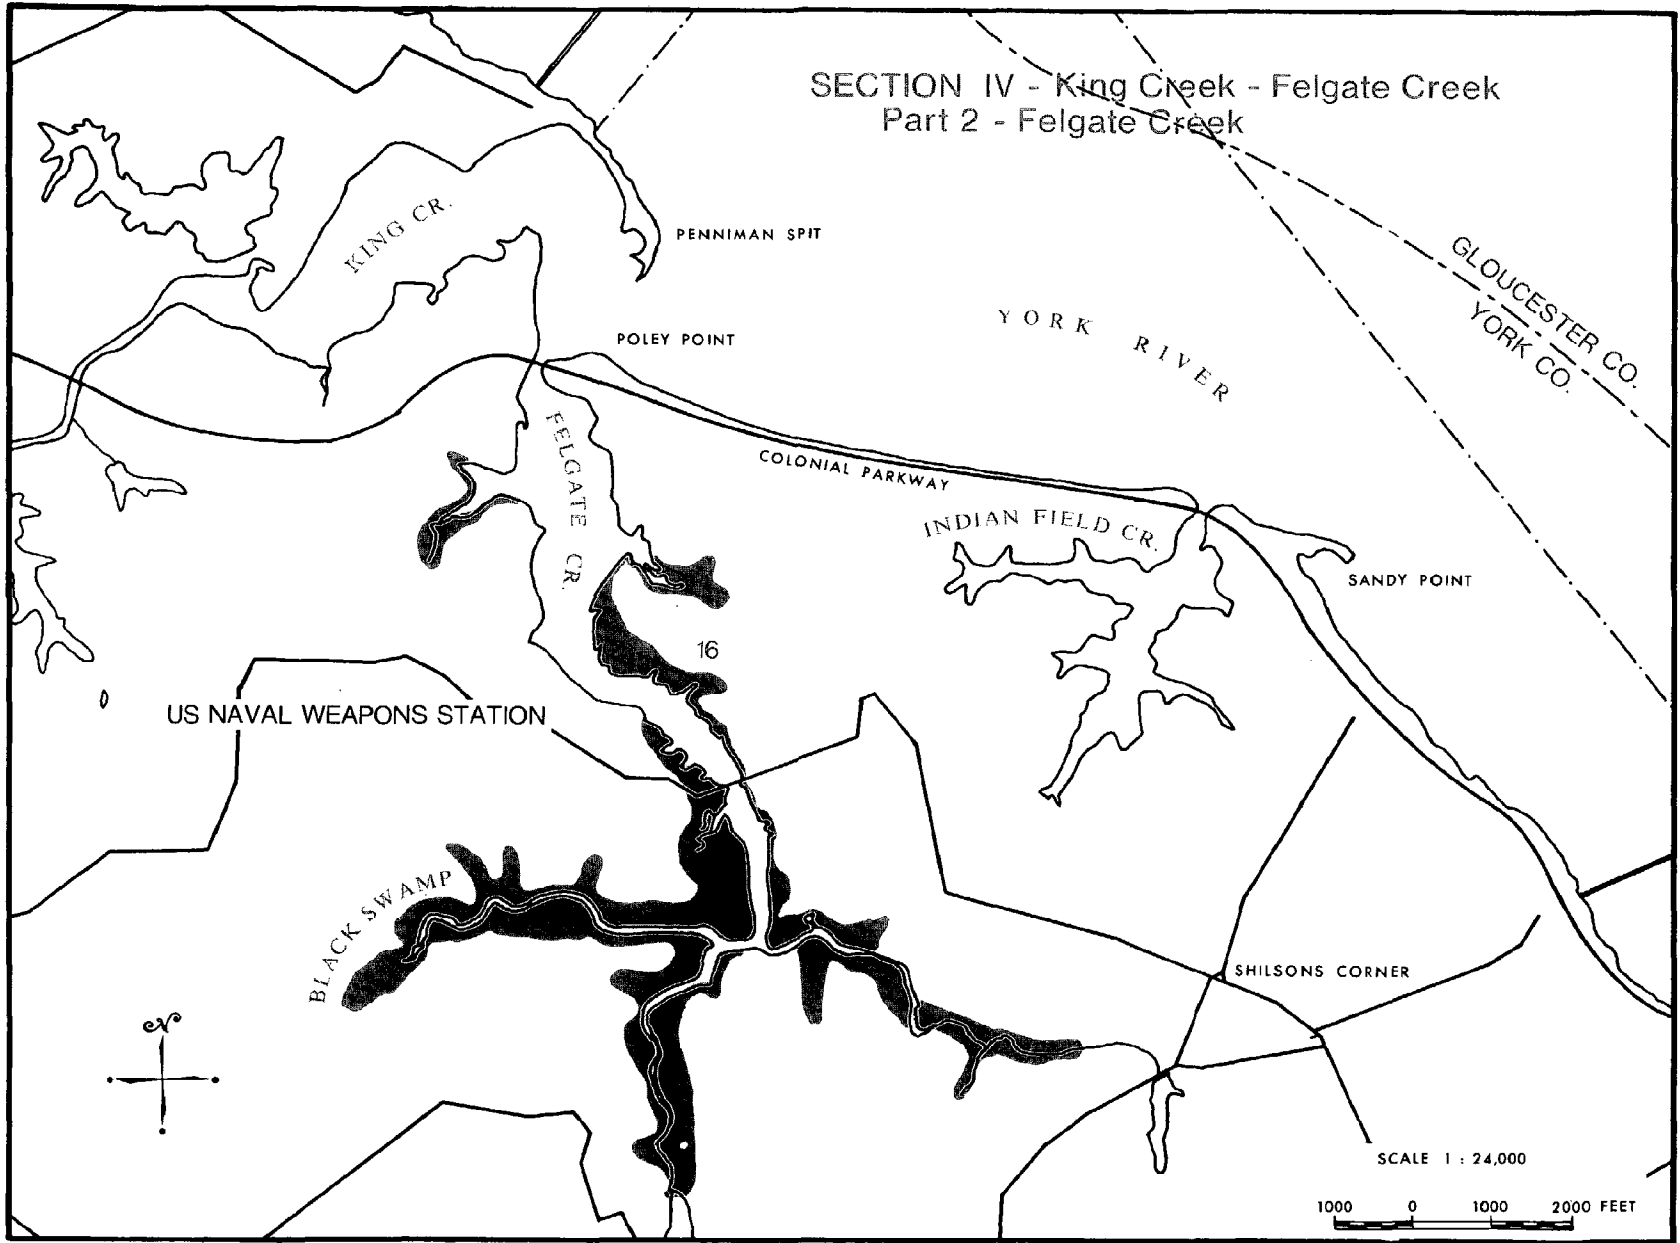 SECTION IV - King Creek - Felgate Creek
Part 2 - Felgate Creek
KING CR.
PENNIMAN SPIT
GLOUCESTER CO.
YORK CO.
YORK RIVER
POLEY POINT
FELGATE CR.
COLONIAL PARKWAY
INDIAN FIELD CR.
SANDY POINT
16
US NAVAL WEAPONS STATION
BLACK SWAMP
SHILSONS CORNER
N
SCALE 1 : 24,000
1000 0 1000 2000 FEET